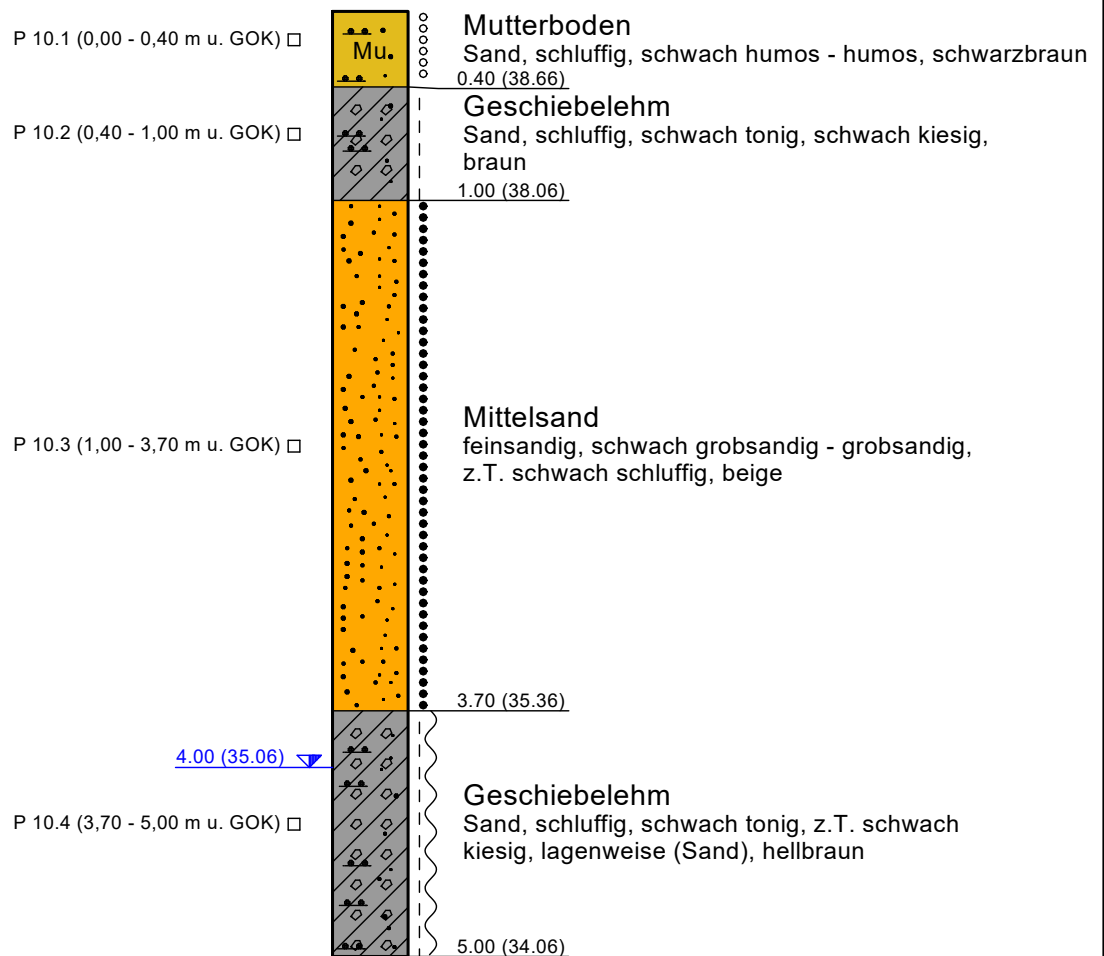 P 10.1 (0,00 - 0,40 m u. GOK)
Mu
Mutterboden
Sand, schluffig, schwach humos - humos, schwarzbraun
0.40 (38.66)
P 10.2 (0,40 - 1,00 m u. GOK)
Geschiebelehm
Sand, schluffig, schwach tonig, schwach kiesig,
braun
1.00 (38.06)
P 10.3 (1,00 - 3,70 m u. GOK)
Mittelsand
feinsandig, schwach grobsandig - grobsandig,
z.T. schwach schluffig, beige
3.70 (35.36)
4.00 (35.06)
P 10.4 (3,70 - 5,00 m u. GOK)
Geschiebelehm
Sand, schluffig, schwach tonig, z.T. schwach
kiesig, lagenweise (Sand), hellbraun
5.00 (34.06)